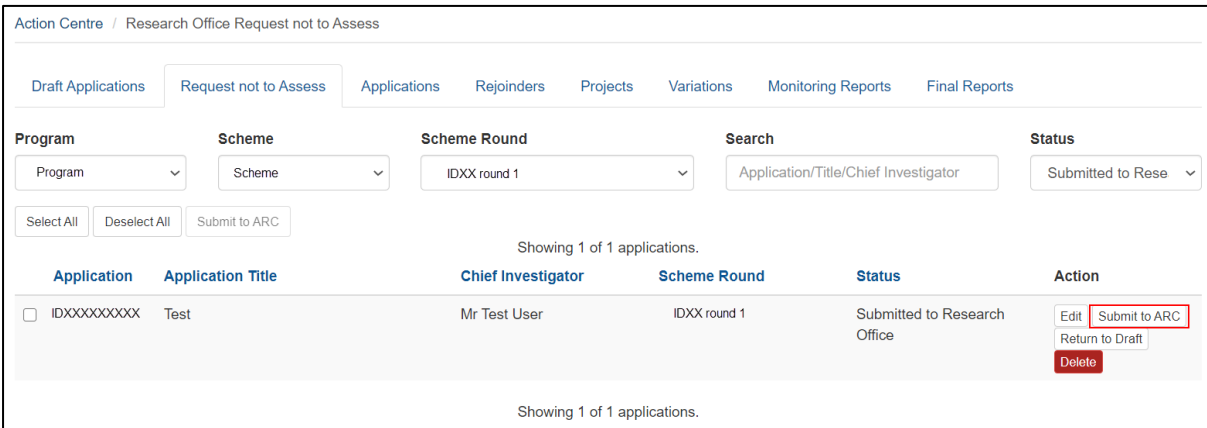 Action Centre / Research Office Request not to Assess
Draft Applications Request not to Assess Applications Rejoinders Projects Variations Monitoring Reports Final Reports
Program Scheme Scheme Round Search Status
Program Scheme IDXX round 1 Application/Title/Chief Investigator Submitted to Rese
Select All Deselect All Submit to ARC
Showing 1 of 1 applications.
Application Application Title Chief Investigator Scheme Round Status Action
IDXXXXXXXXX Test Mr Test User IDXX round 1 Submitted to Research Edit Submit to ARC
Office Return to Draft
Delete
Showing 1 of 1 applications.